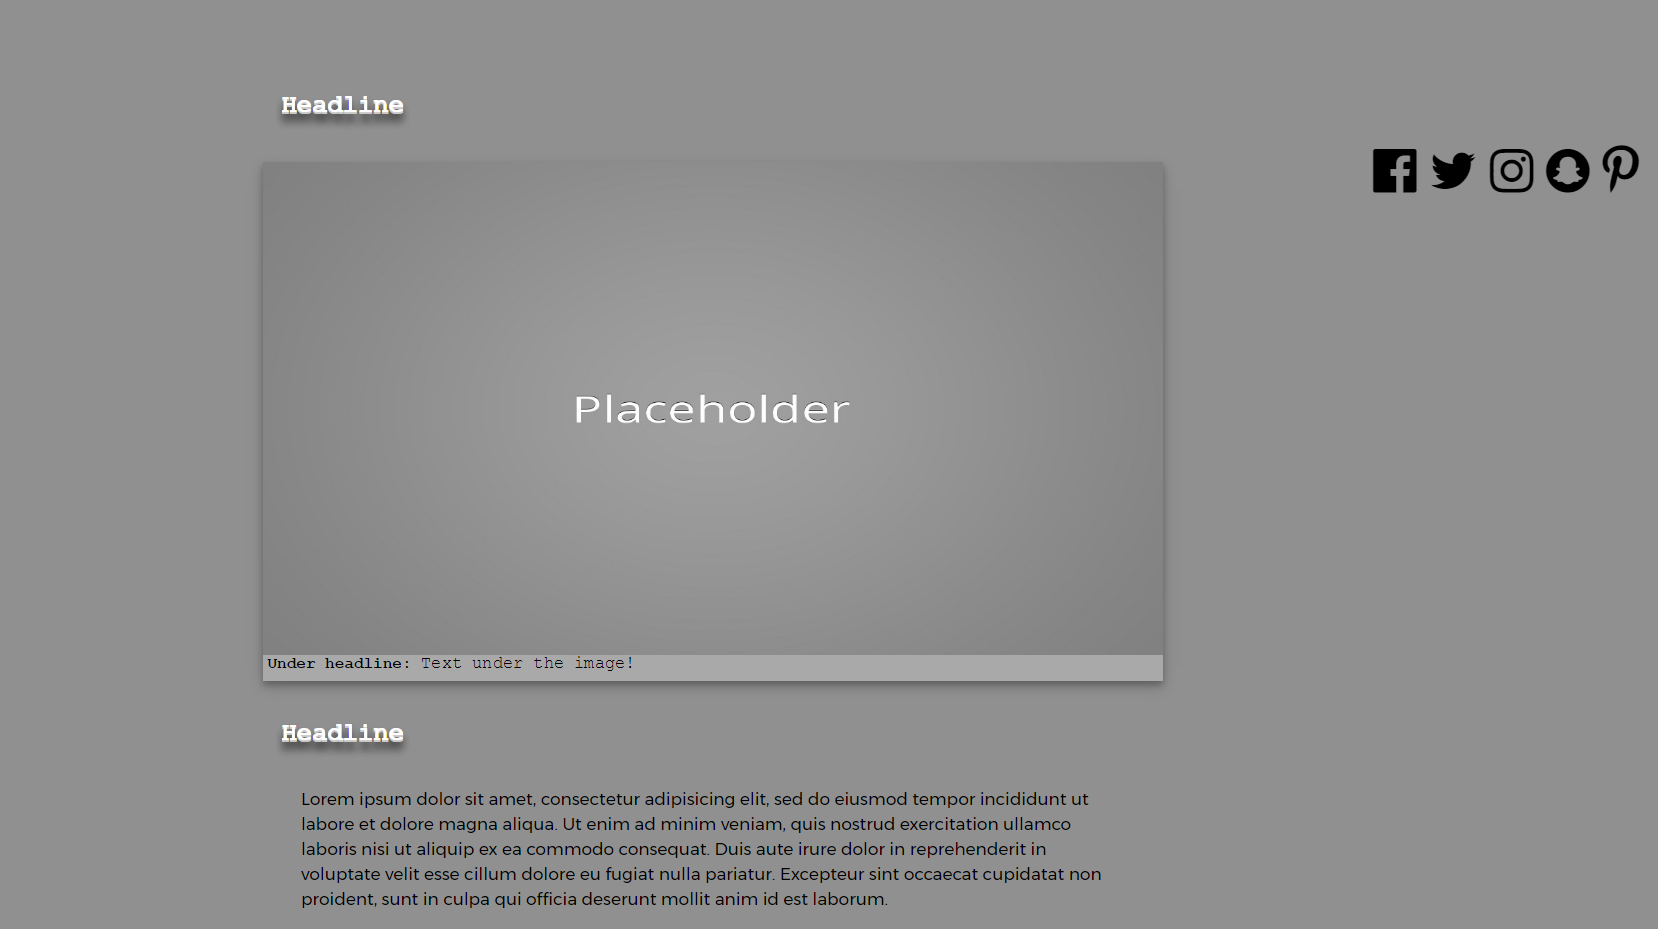 Headline
Placeholder
Under headline: Text under the image!
Headline
Lorem ipsum dolor sit amet, consectetur adipisicing elit, sed do eiusmod tempor incididunt ut
labore et dolore magna aliqua. Ut enim ad minim veniam, quis nostrud exercitation ullamco
laboris nisi ut aliquip ex ea commodo consequat. Duis aute irure dolor in reprehenderit in
voluptate velit esse cillum dolore eu fugiat nulla pariatur. Excepteur sint occaecat cupidatat non
proident, sunt in culpa qui officia deserunt mollit anim id est laborum.